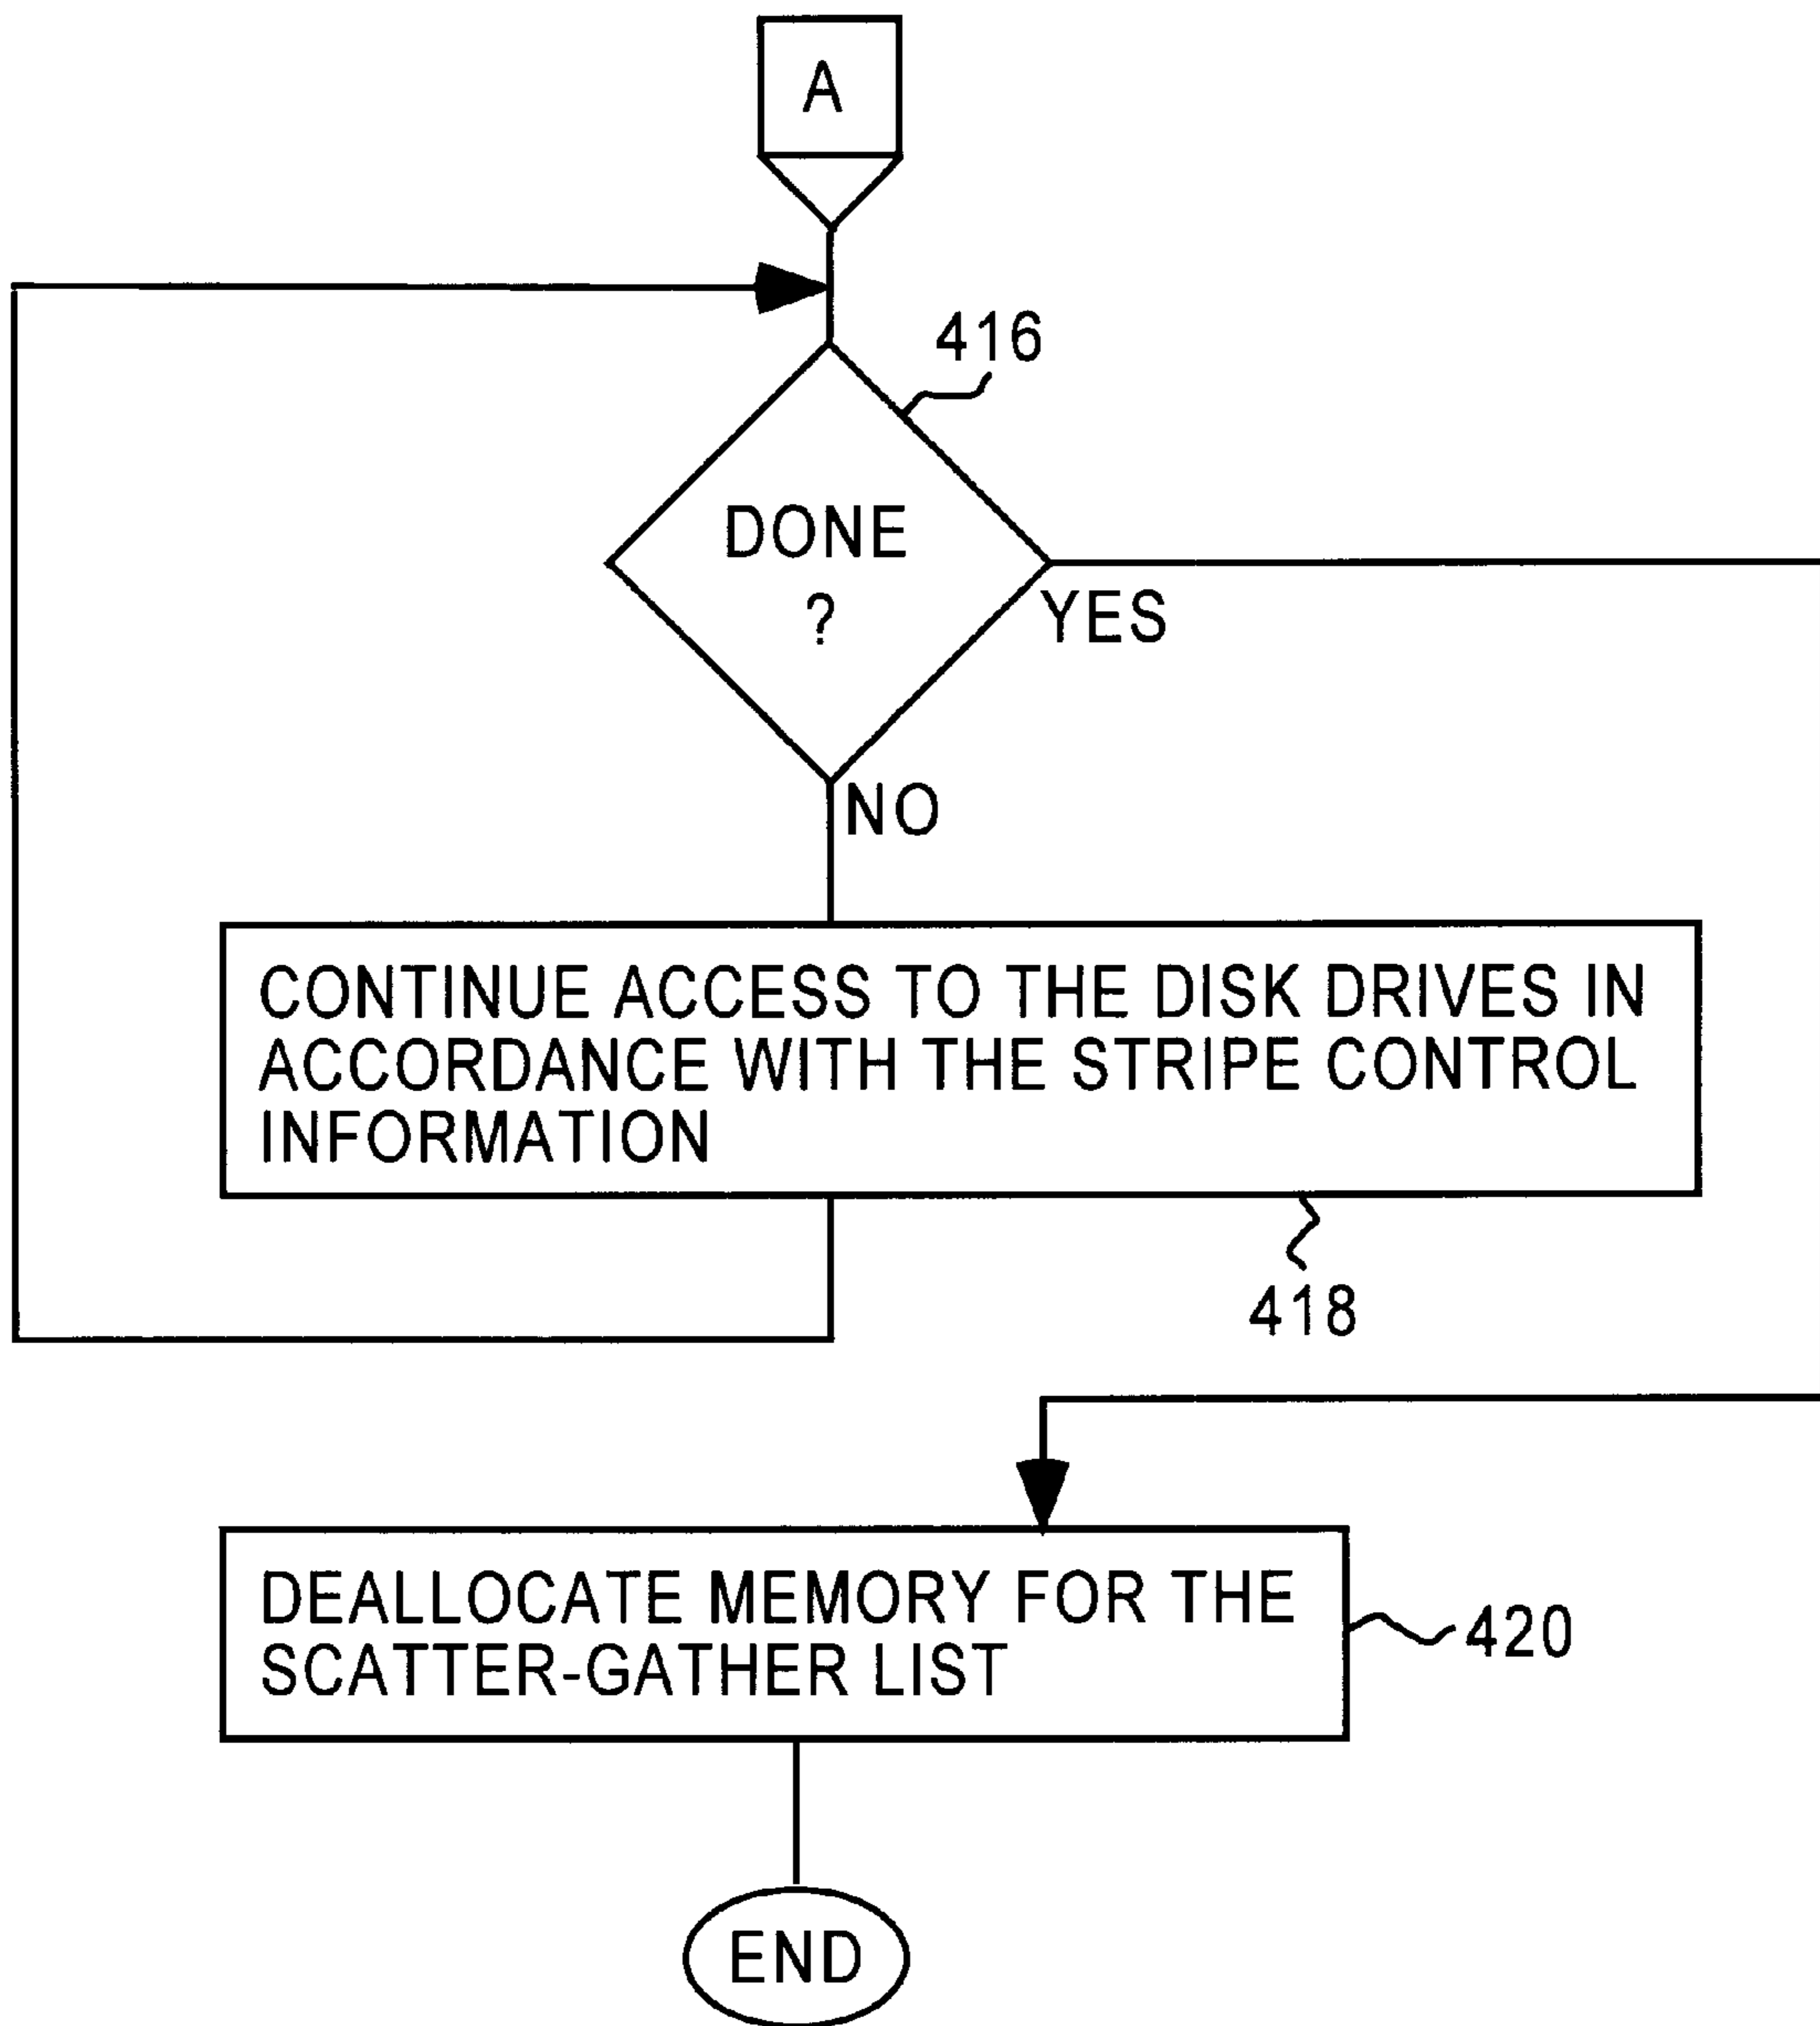 A
416
DONE
?
YES
NO
CONTINUE ACCESS TO THE DISK DRIVES IN
ACCORDANCE WITH THE STRIPE CONTROL
INFORMATION
418
DEALLOCATE MEMORY FOR THE
SCATTER-GATHER LIST
420
END